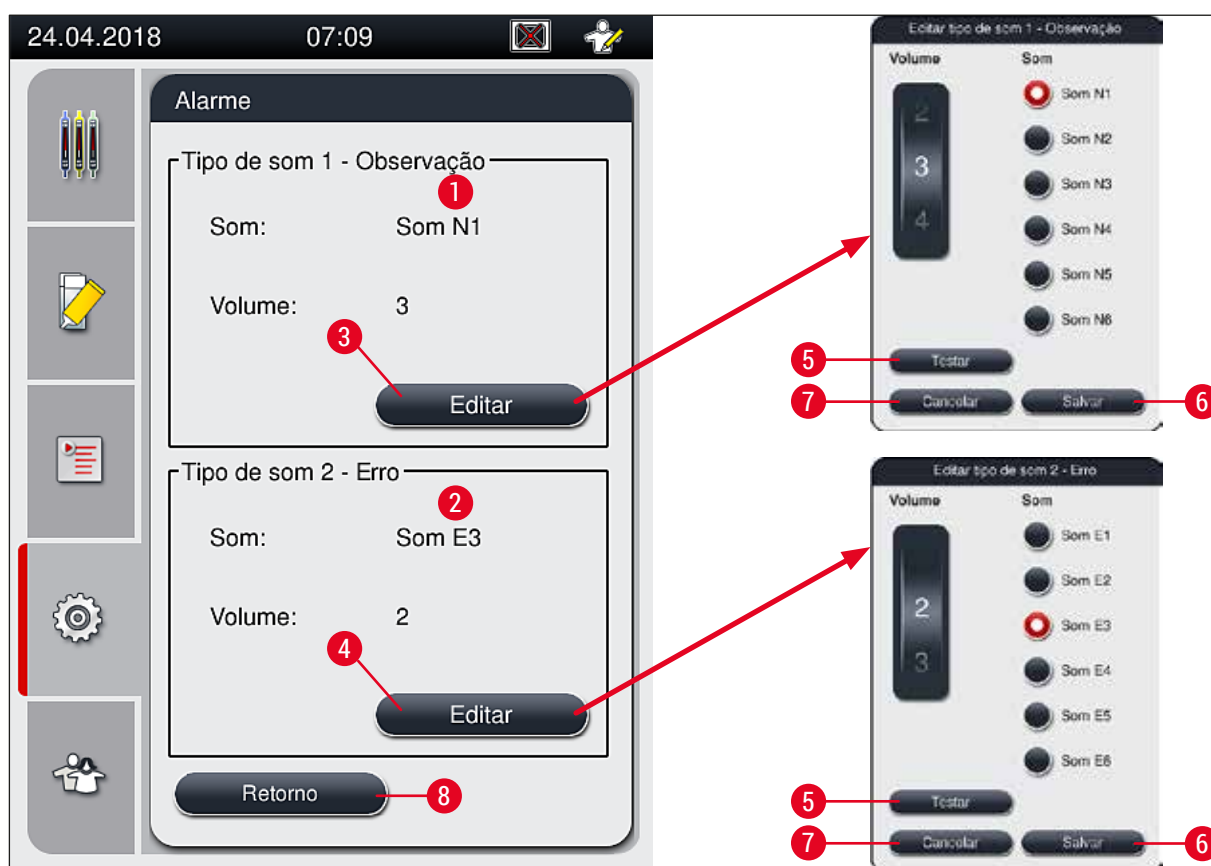 24.04.2018 07:09
Alarme
Tipo de som 1 - Observação
1
Som: Som N1
Volume: 3
3
Editar
Tipo de som 2 - Erro
2
Som: Som E3
Volume: 2
4
Editar
Retorno
8
Editar tipo de som 1 - Observação
Volume Som
2
3
4
Som N1
Som N2
Som N3
Som N4
Som N5
Som N6
5 Testar
7 Cancelar Salvar 6
Editar tipo de som 2 - Erro
Volume Som
2
3
Som E1
Som E2
Som E3
Som E4
Som E5
Som E6
5 Testar
7 Cancelar Salvar 6